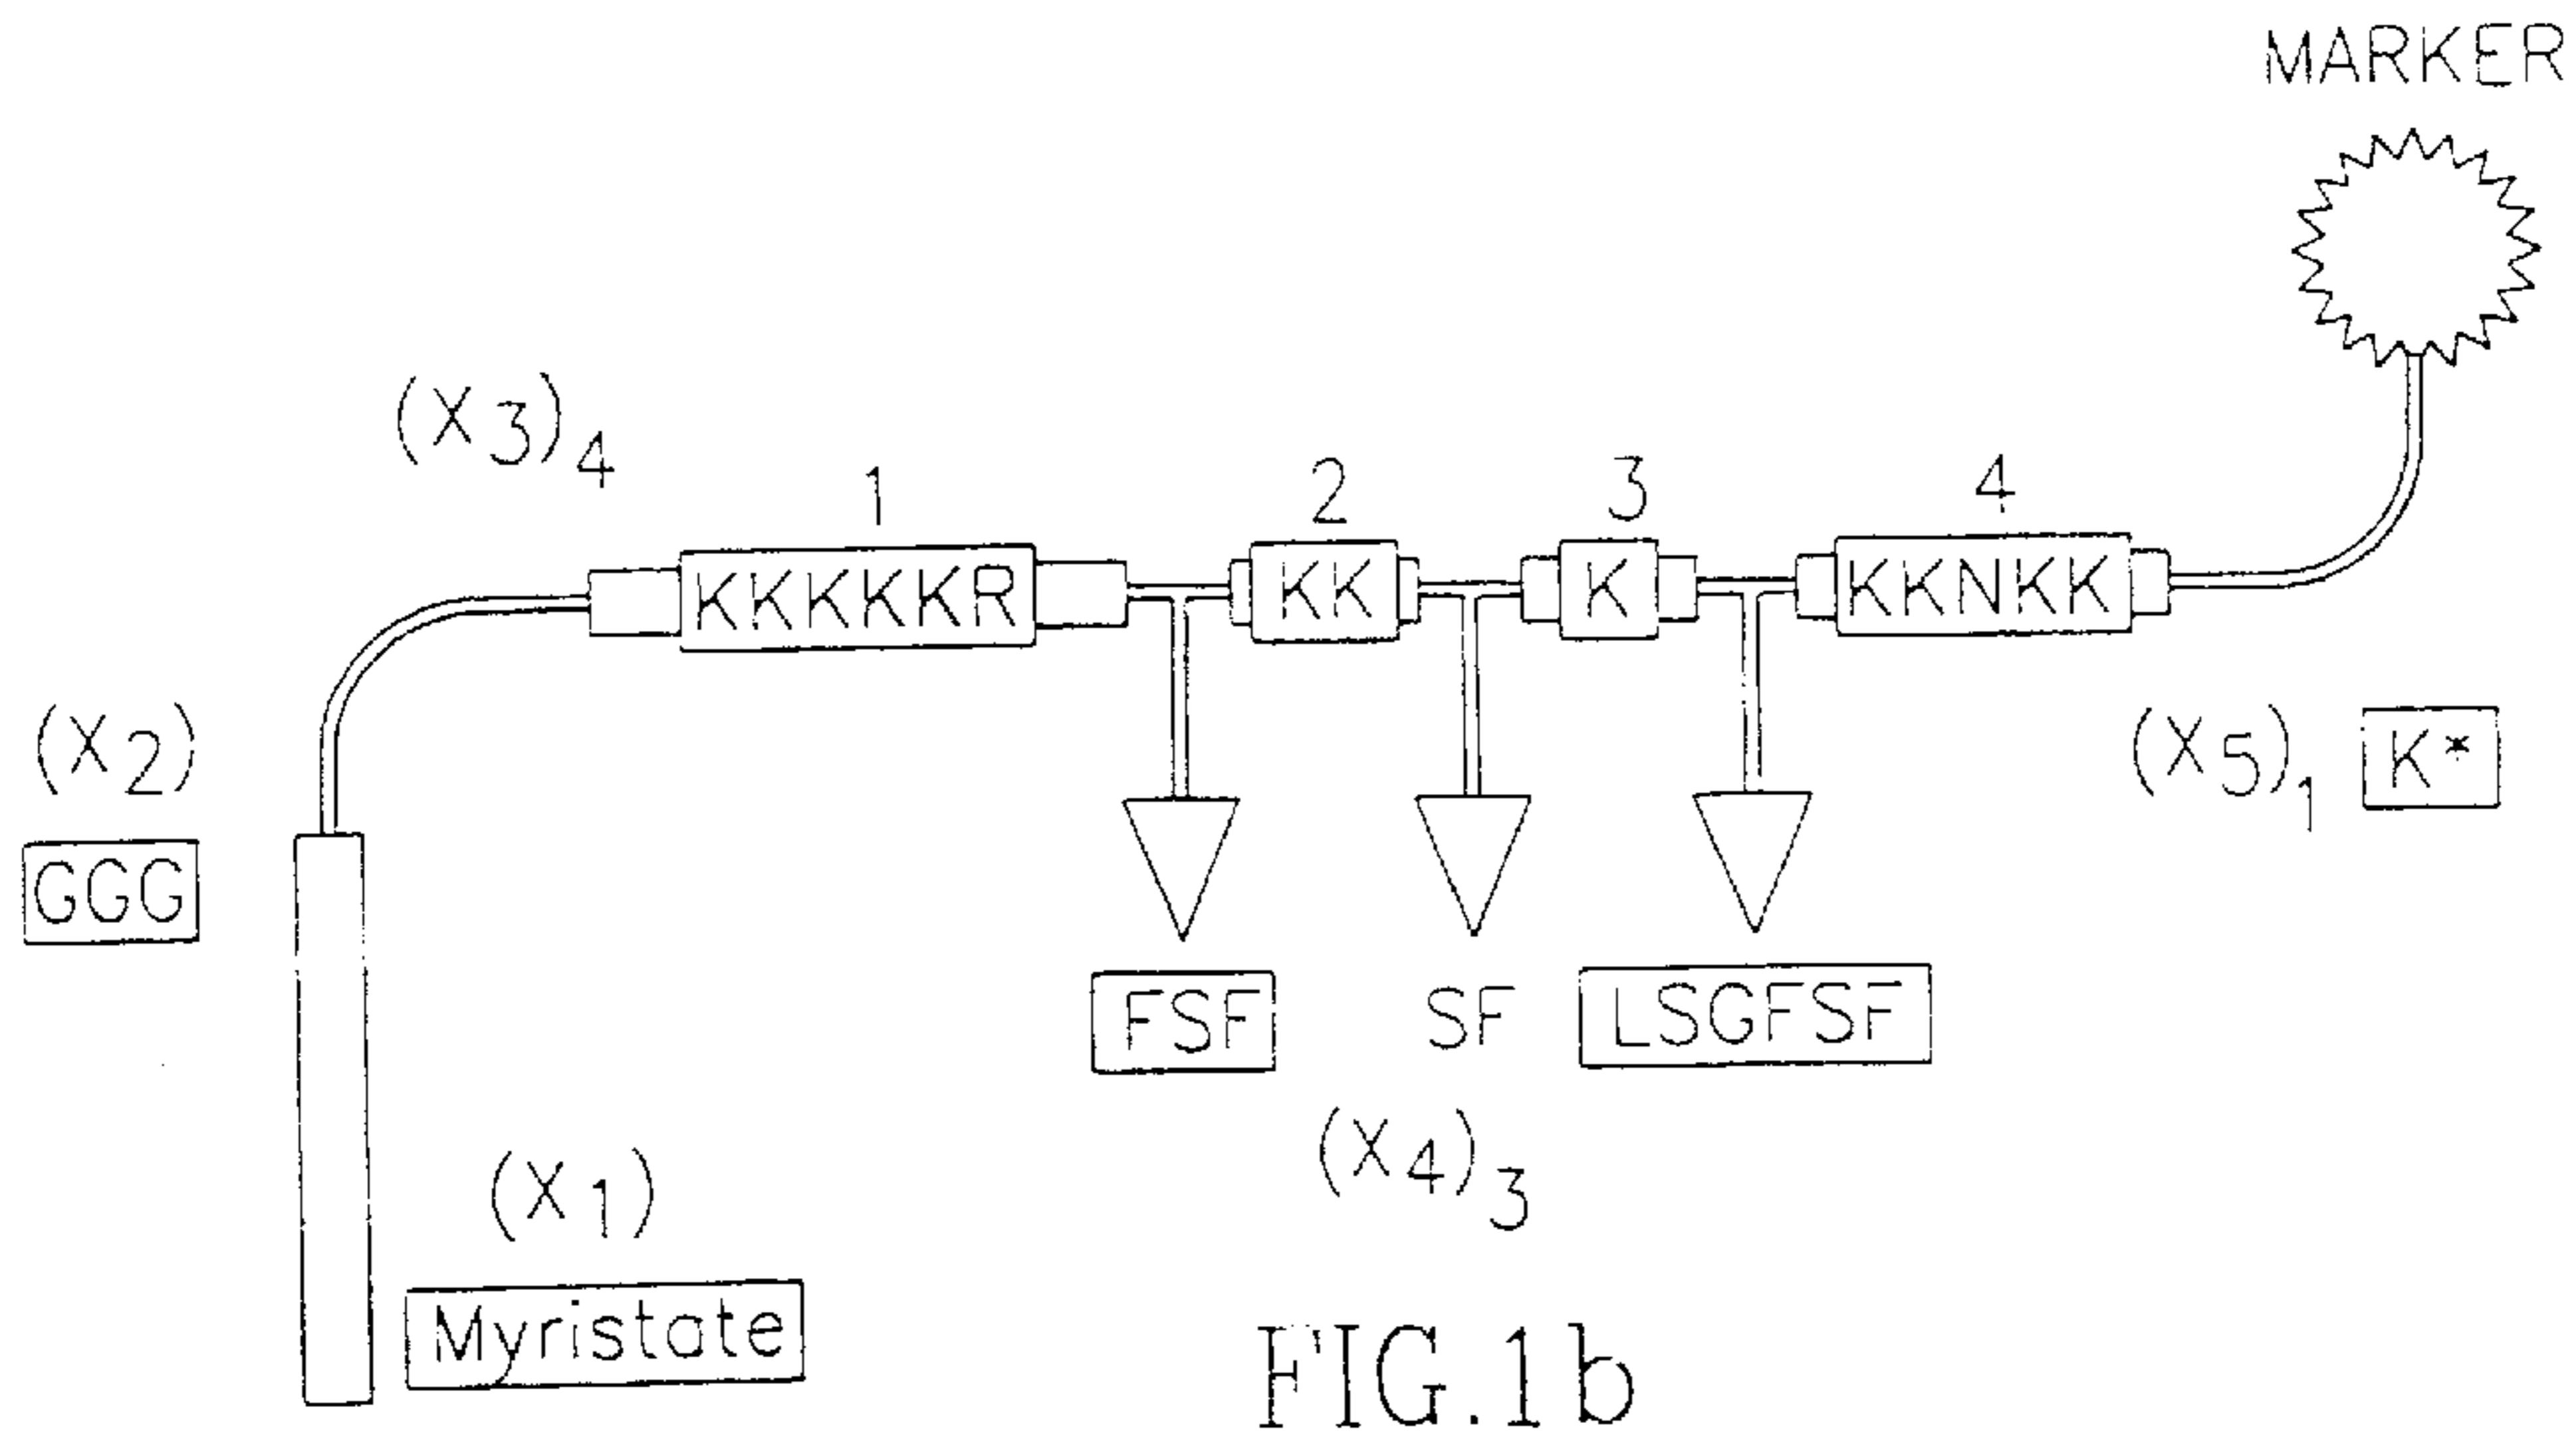 MARKER
(X3)4
1
2
3
4
KKKKKR
KK
K
KKNKK
(X2)
GGG
(X5)1
K*
FSF
SF
LSGFSF
(X4)3
(X1)
Myristate
FIG.1b